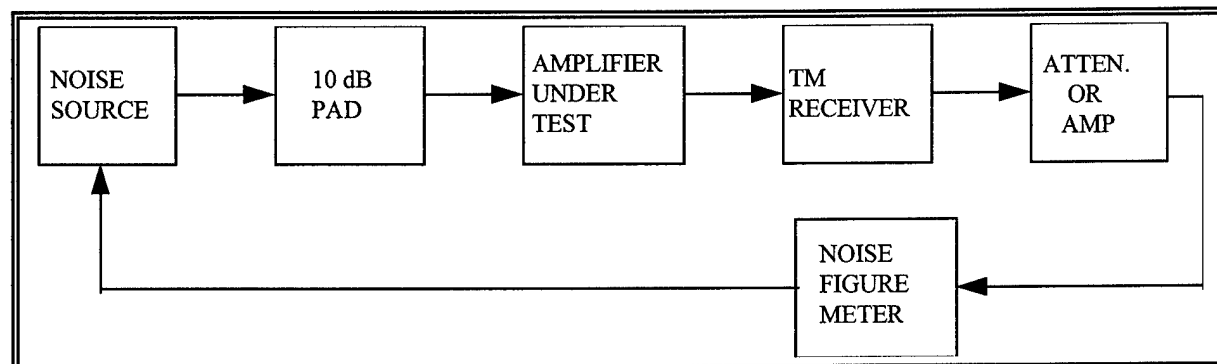 NOISE
SOURCE
10 dB
PAD
AMPLIFIER
UNDER
TEST
TM
RECEIVER
ATTEN.
OR
AMP
NOISE
FIGURE
METER